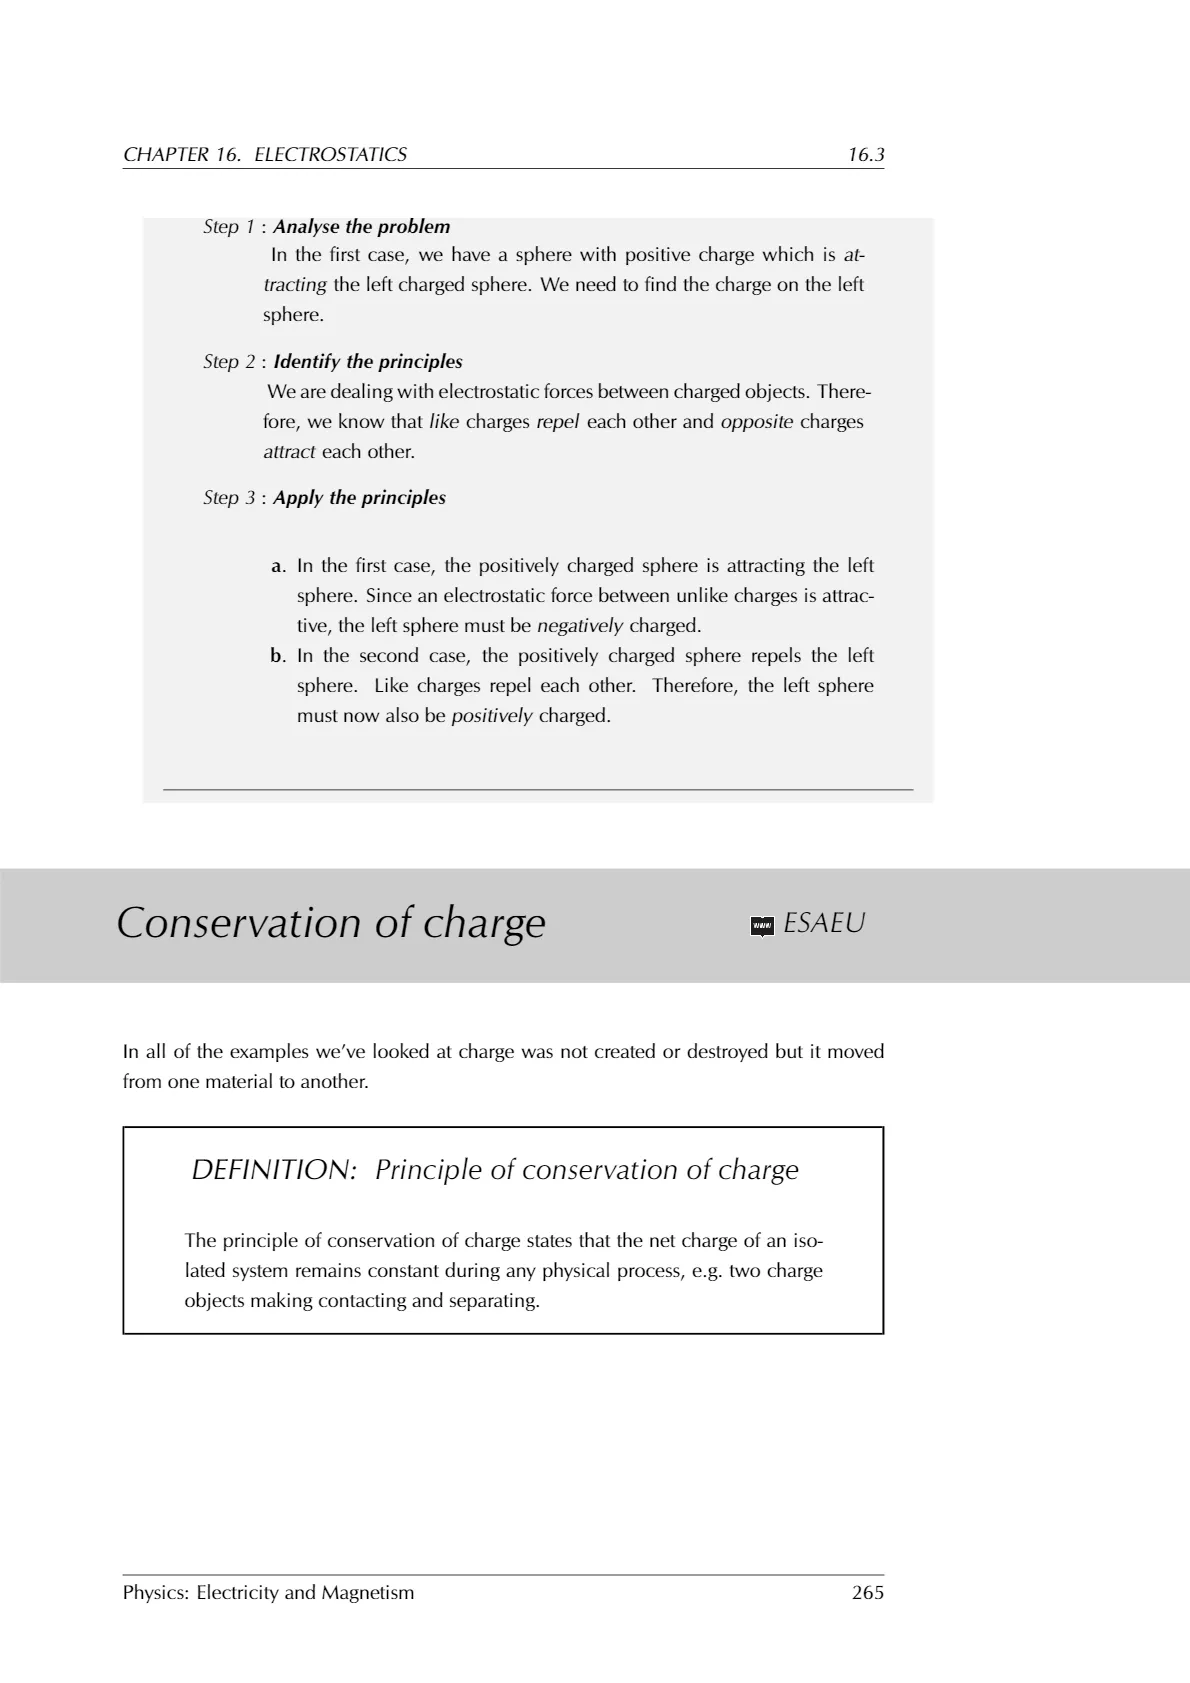 CHAPTER 16. ELECTROSTATICS 16.3
Step 1 : Analyse the problem
In the first case, we have a sphere with positive charge which is at-
tracting the left charged sphere. We need to find the charge on the left
sphere.
Step 2 : Identify the principles
We are dealing with electrostatic forces between charged objects. There-
fore, we know that like charges repel each other and opposite charges
attract each other.
Step 3 : Apply the principles
a. In the first case, the positively charged sphere is attracting the left
sphere. Since an electrostatic force between unlike charges is attrac-
tive, the left sphere must be negatively charged.
b. In the second case, the positively charged sphere repels the left
sphere. Like charges repel each other. Therefore, the left sphere
must now also be positively charged.
Conservation of charge www ESAEU
In all of the examples we've looked at charge was not created or destroyed but it moved
from one material to another.
DEFINITION: Principle of conservation of charge
The principle of conservation of charge states that the net charge of an iso-
lated system remains constant during any physical process, e.g. two charge
objects making contacting and separating.
Physics: Electricity and Magnetism 265